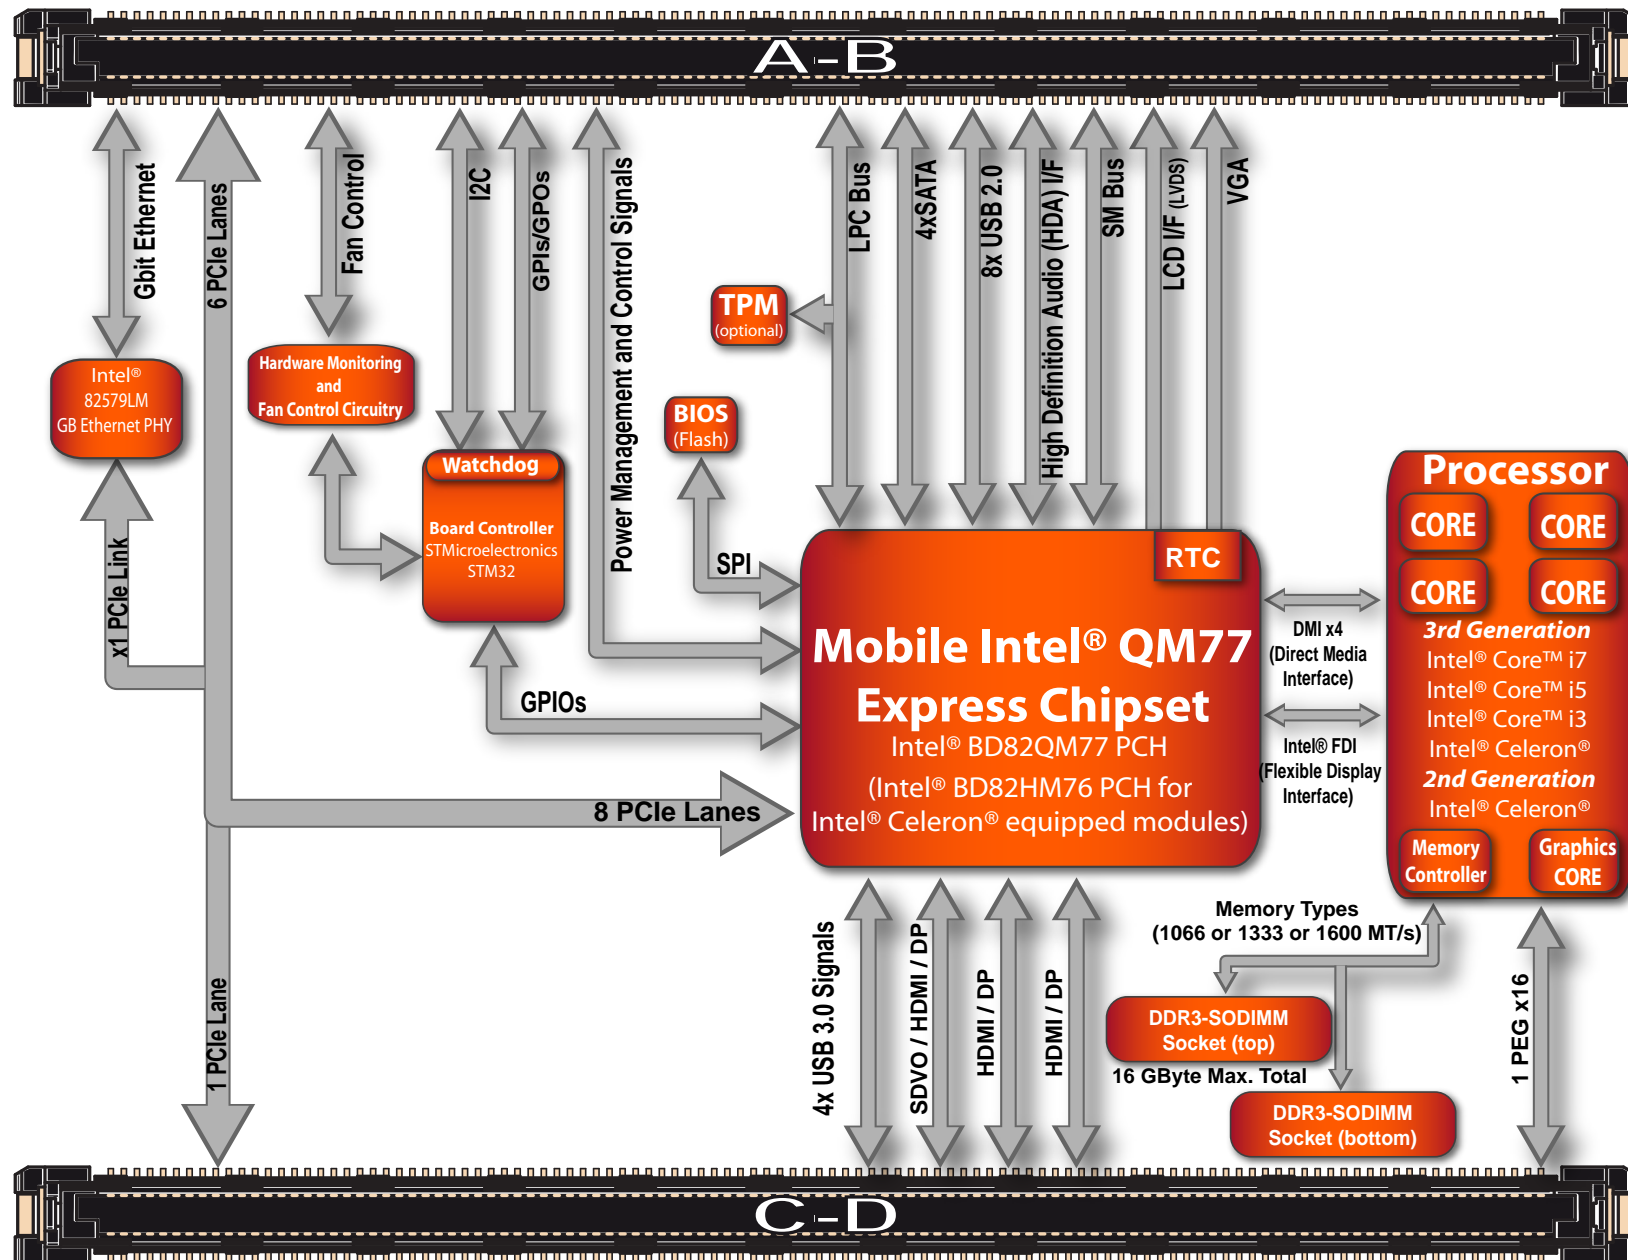 A-B
Gbit Ethernet
6 PCIe Lanes
Fan Control
I2C
GPIs/GPOs
Power Management and Control Signals
LPC Bus
4xSATA
8x USB 2.0
High Definition Audio (HDA) I/F
SM Bus
LCD I/F (LVDS)
VGA
TPM
(optional)
Intel®
82579LM
GB Ethernet PHY
Hardware Monitoring
and
Fan Control Circuitry
BIOS
(Flash)
Watchdog
Board Controller
STMicroelectronics
STM32
x1 PCIe Link
SPI
GPIOs
8 PCIe Lanes
RTC
Mobile Intel® QM77
Express Chipset
Intel® BD82QM77 PCH
(Intel® BD82HM76 PCH for
Intel® Celeron® equipped modules)
DMI x4
(Direct Media
Interface)
Intel® FDI
(Flexible Display
Interface)
Processor
CORE
CORE
CORE
CORE
3rd Generation
Intel® Core™ i7
Intel® Core™ i5
Intel® Core™ i3
Intel® Celeron®
2nd Generation
Intel® Celeron®
Memory
Controller
Graphics
CORE
1 PCIe Lane
4x USB 3.0 Signals
SDVO / HDMI / DP
HDMI / DP
HDMI / DP
Memory Types
(1066 or 1333 or 1600 MT/s)
DDR3-SODIMM
Socket (top)
16 GByte Max. Total
DDR3-SODIMM
Socket (bottom)
1 PEG x16
C-D